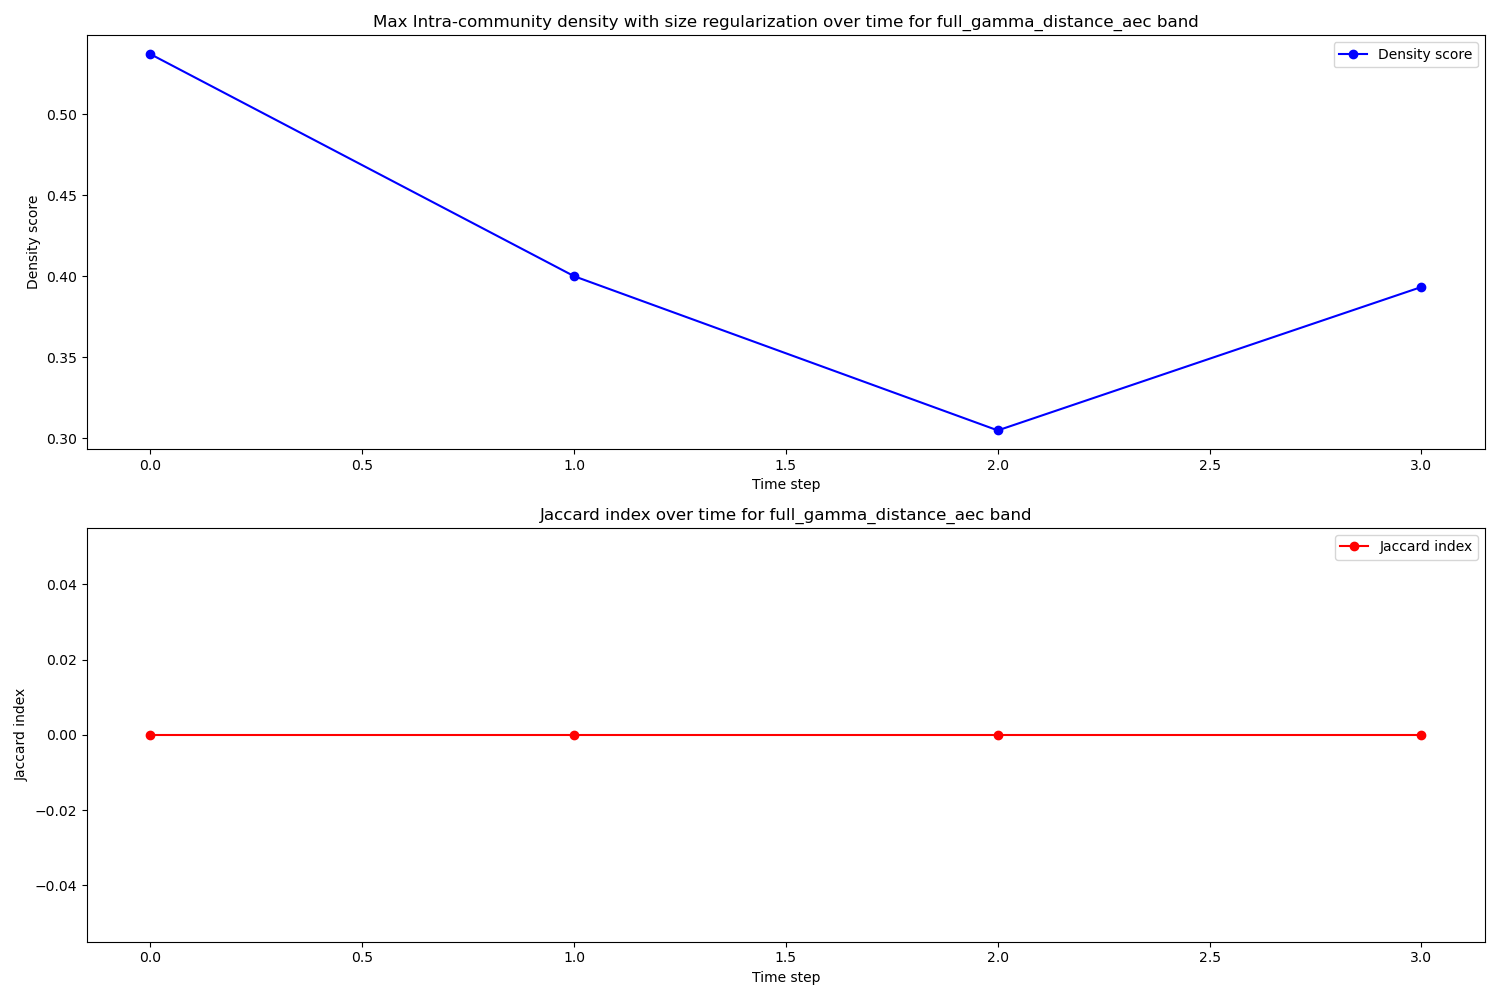 Max Intra-community density with size regularization over time for full_gamma_distance_aec band
Density score
0.50
0.45
0.40
0.35
0.30
Density score
0.0 0.5 1.0 1.5 2.0 2.5 3.0
Time step
Jaccard index over time for full_gamma_distance_aec band
Jaccard index
0.04
0.02
0.00
−0.02
−0.04
Jaccard index
0.0 0.5 1.0 1.5 2.0 2.5 3.0
Time step